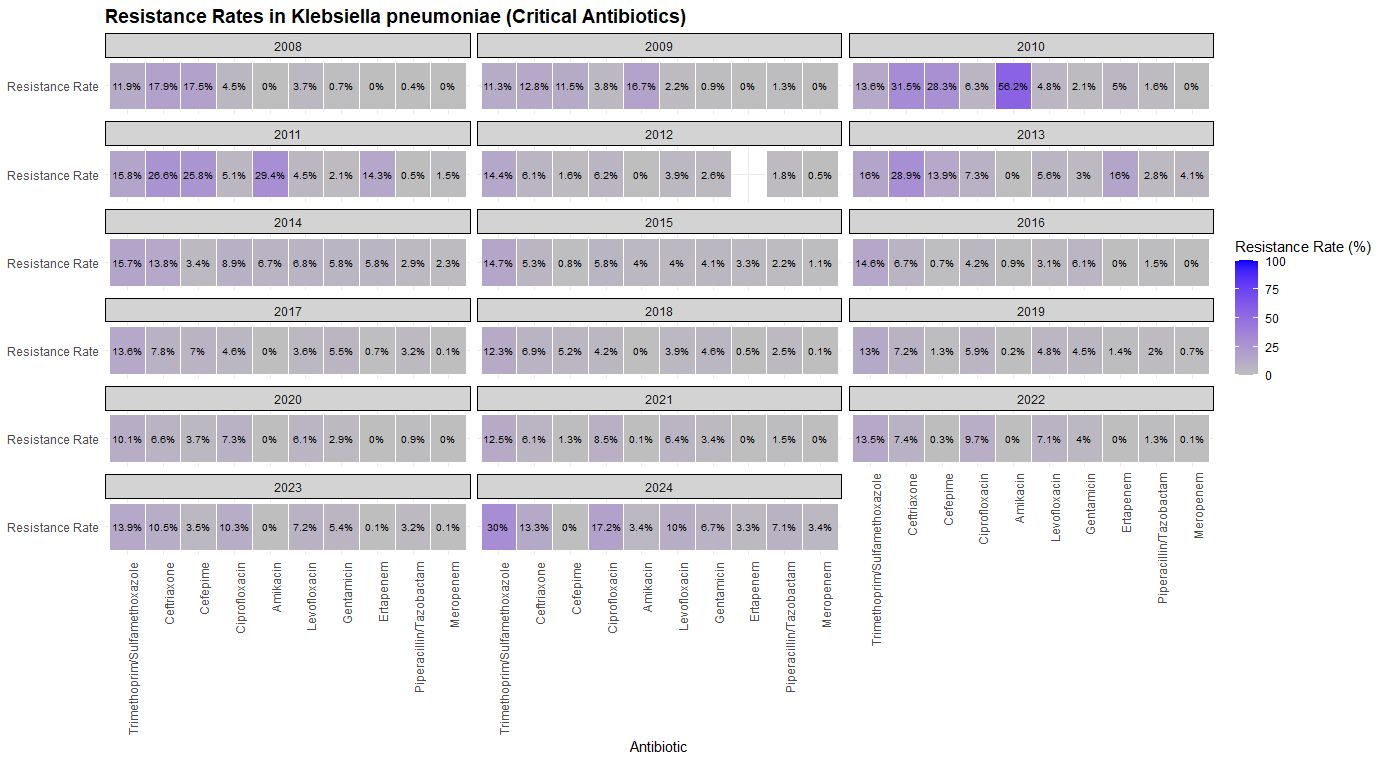 Resistance Rates in Klebsiella pneumoniae (Critical Antibiotics)
2008 2009 2010
Resistance Rate 11.9% 17.9% 17.5% 4.5% 0% 3.7% 0.7% 0% 0.4% 0% 11.3% 12.8% 11.5% 3.8% 16.7% 2.2% 0.9% 0% 1.3% 0% 13.6% 31.5% 28.3% 6.3% 56.2% 4.8% 2.1% 5% 1.6% 0%
2011 2012 2013
Resistance Rate 15.8% 26.6% 25.8% 5.1% 29.4% 4.5% 2.1% 14.3% 0.5% 1.5% 14.4% 6.1% 1.6% 6.2% 0% 3.9% 2.6% 1.8% 0.5% 16% 28.9% 13.9% 7.3% 0% 5.6% 3% 16% 2.8% 4.1%
2014 2015 2016
Resistance Rate 15.7% 13.8% 3.4% 8.9% 6.7% 6.8% 5.8% 5.8% 2.9% 2.3% 14.7% 5.3% 0.8% 5.8% 4% 4% 4.1% 3.3% 2.2% 1.1% 14.6% 6.7% 0.7% 4.2% 0.9% 3.1% 6.1% 0% 1.5% 0%
2017 2018 2019
Resistance Rate 13.6% 7.8% 7% 4.6% 0% 3.6% 5.5% 0.7% 3.2% 0.1% 12.3% 6.9% 5.2% 4.2% 0% 3.9% 4.6% 0.5% 2.5% 0.1% 13% 7.2% 1.3% 5.9% 0.2% 4.8% 4.5% 1.4% 2% 0.7%
2020 2021 2022
Resistance Rate 10.1% 6.6% 3.7% 7.3% 0% 6.1% 2.9% 0% 0.9% 0% 12.5% 6.1% 1.3% 8.5% 0.1% 6.4% 3.4% 0% 1.5% 0% 13.5% 7.4% 0.3% 9.7% 0% 7.1% 4% 0% 1.3% 0.1%
2023 2024
Resistance Rate 13.9% 10.5% 3.5% 10.3% 0% 7.2% 5.4% 0.1% 3.2% 0.1% 30% 13.3% 0% 17.2% 3.4% 10% 6.7% 3.3% 7.1% 3.4%
Trimethoprim/Sulfamethoxazole
Ceftriaxone
Cefepime
Ciprofloxacin
Amikacin
Levofloxacin
Gentamicin
Ertapenem
Piperacillin/Tazobactam
Meropenem
Trimethoprim/Sulfamethoxazole
Ceftriaxone
Cefepime
Ciprofloxacin
Amikacin
Levofloxacin
Gentamicin
Ertapenem
Piperacillin/Tazobactam
Meropenem
Trimethoprim/Sulfamethoxazole
Ceftriaxone
Cefepime
Ciprofloxacin
Amikacin
Levofloxacin
Gentamicin
Ertapenem
Piperacillin/Tazobactam
Meropenem
Antibiotic
Resistance Rate (%)
100
75
50
25
0